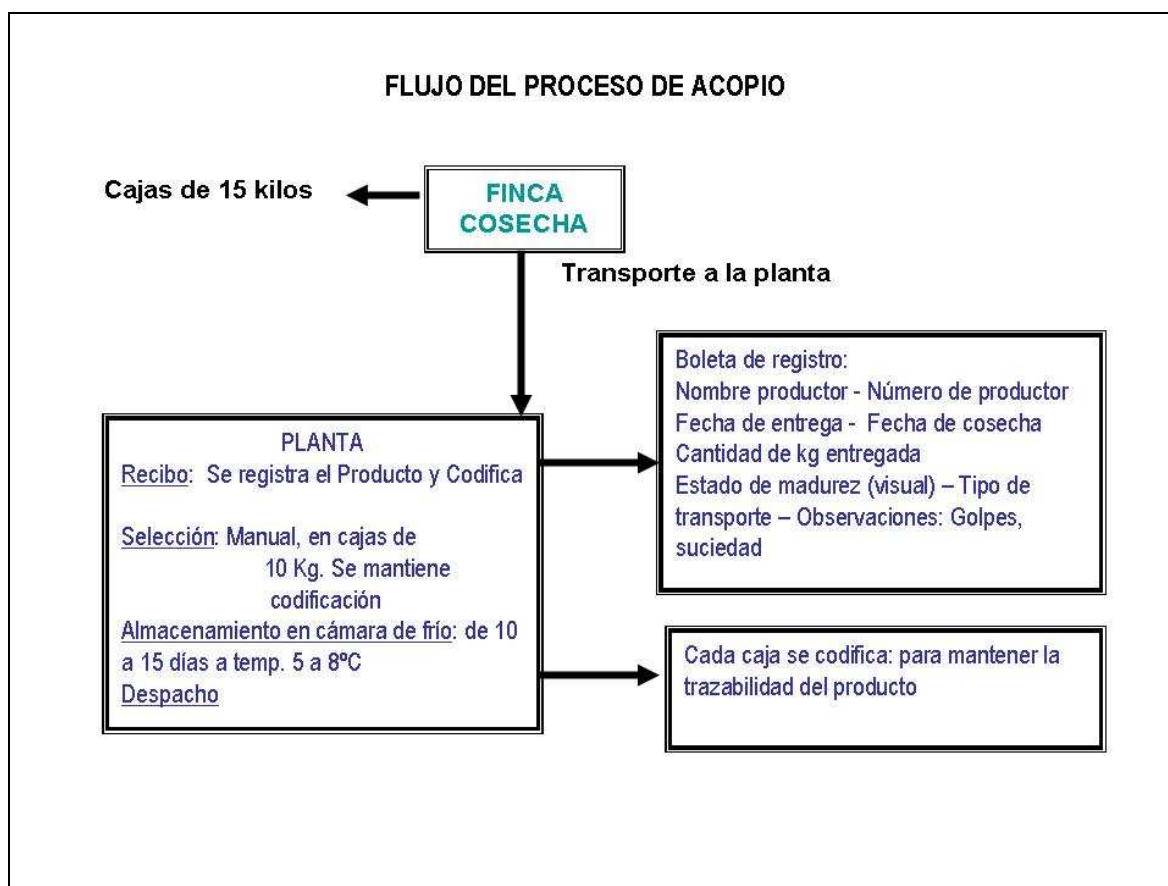 FLUJO DEL PROCESO DE ACOPIO
Cajas de 15 kilos
FINCA
COSECHA
Transporte a la planta
Boleta de registro:
Nombre productor - Número de productor
Fecha de entrega - Fecha de cosecha
Cantidad de kg entregada
Estado de madurez (visual) – Tipo de
transporte – Observaciones: Golpes,
suciedad
PLANTA
Recibo: Se registra el Producto y Codifica
Selección: Manual, en cajas de
10 Kg. Se mantiene
codificación
Almacenamiento en cámara de frío: de 10
a 15 días a temp. 5 a 8ºC
Despacho
Cada caja se codifica: para mantener la
trazabilidad del producto